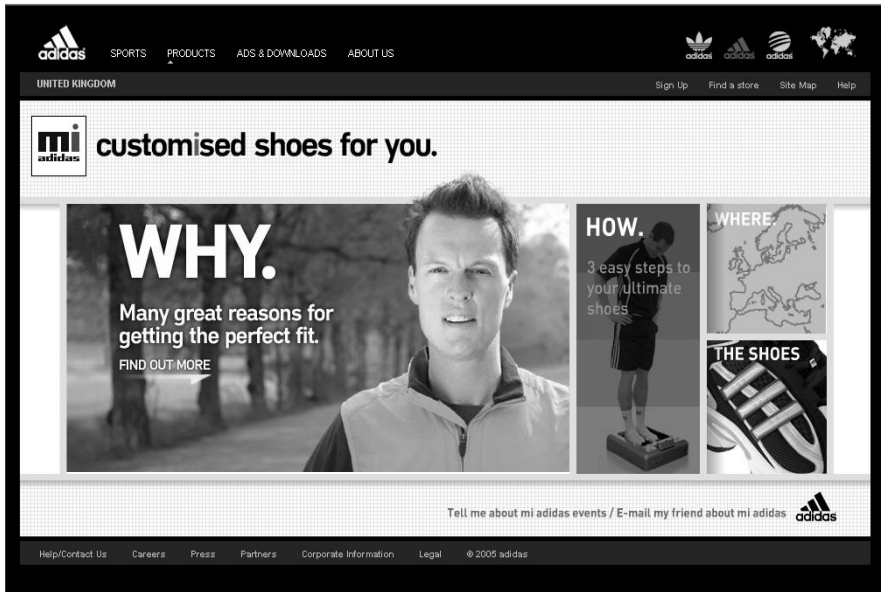 adidas
SPORTS PRODUCTS ADS & DOWNLOADS ABOUT US
adidas adidas adidas
UNITED KINGDOM
Sign Up Find a store Site Map Help
mi
adidas
customised shoes for you.
WHY.
Many great reasons for
getting the perfect fit.
FIND OUT MORE
HOW.
3 easy steps to
your ultimate
shoes
WHERE.
THE SHOES
Tell me about mi adidas events / E-mail my friend about mi adidas
adidas
Help/Contact Us Careers Press Partners Corporate Information Legal © 2005 adidas